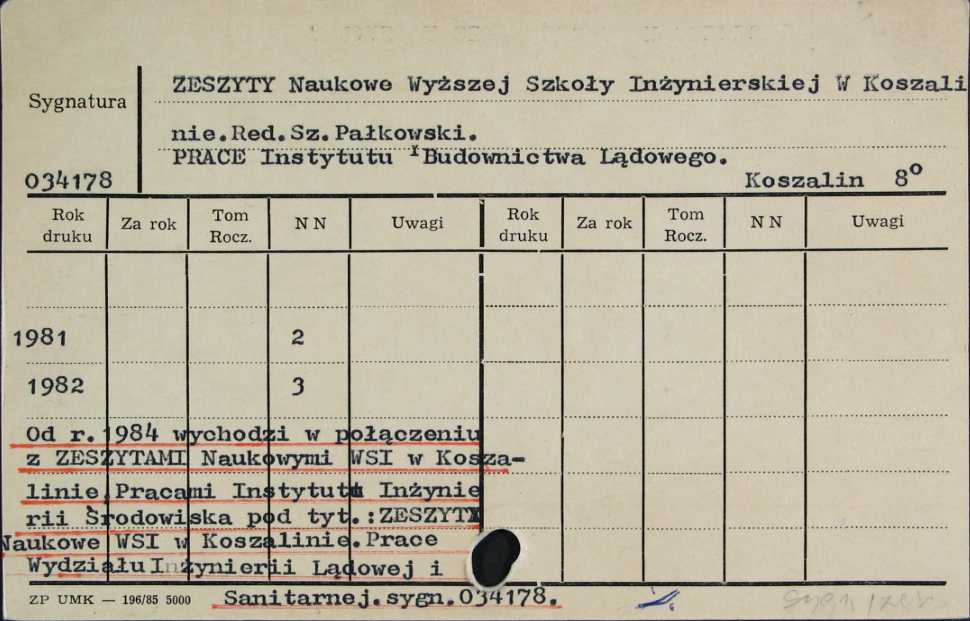 ZESZYTY Naukowe Wyższej Szkoły Inżynierskiej W Koszali
Sygnatura
nie.Red.Sz.Pałkowski.
PRACE Instytutu I Budownictwa Lądowego.
034178
Koszalin 8o
Rok druku Za rok Tom Rocz. N N Uwagi Rok druku Za rok Tom Rocz. N N Uwagi
1981 2
1982 3
Od r.1984 wychodzi w połączeniu
z ZESZYTAMI Naukowymi WSI w Kosza-
linie,Pracami Instytutu Inżynie
rii Środowiska pod tyt.:ZESZYTY
Naukowe WSI w Koszalinie.Prace
Wydziału Inżynierii Lądowej i
Sanitarnej.sygn.034178.
ZP UMK — 196/85 5000